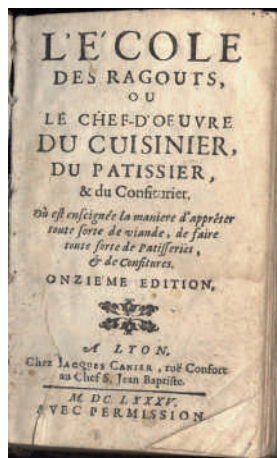 L'ÉCOLE
DES RAGOUTS,
OU
LE CHEF-D'OEUVRE
DU CUISINIER,
DU PATISSIER,
& du Confiturier.
Où est enseignée la maniere d'apprêter
toute sorte de viande, de faire
toute sorte de Patisseries,
& de Confitures.
ONZIEME EDITION.
A LYON,
Chez JACQUES CANIER, ruë Confort
au Chef S. Jean Baptiste.
M. DC. LXXXV.
AVEC PERMISSION